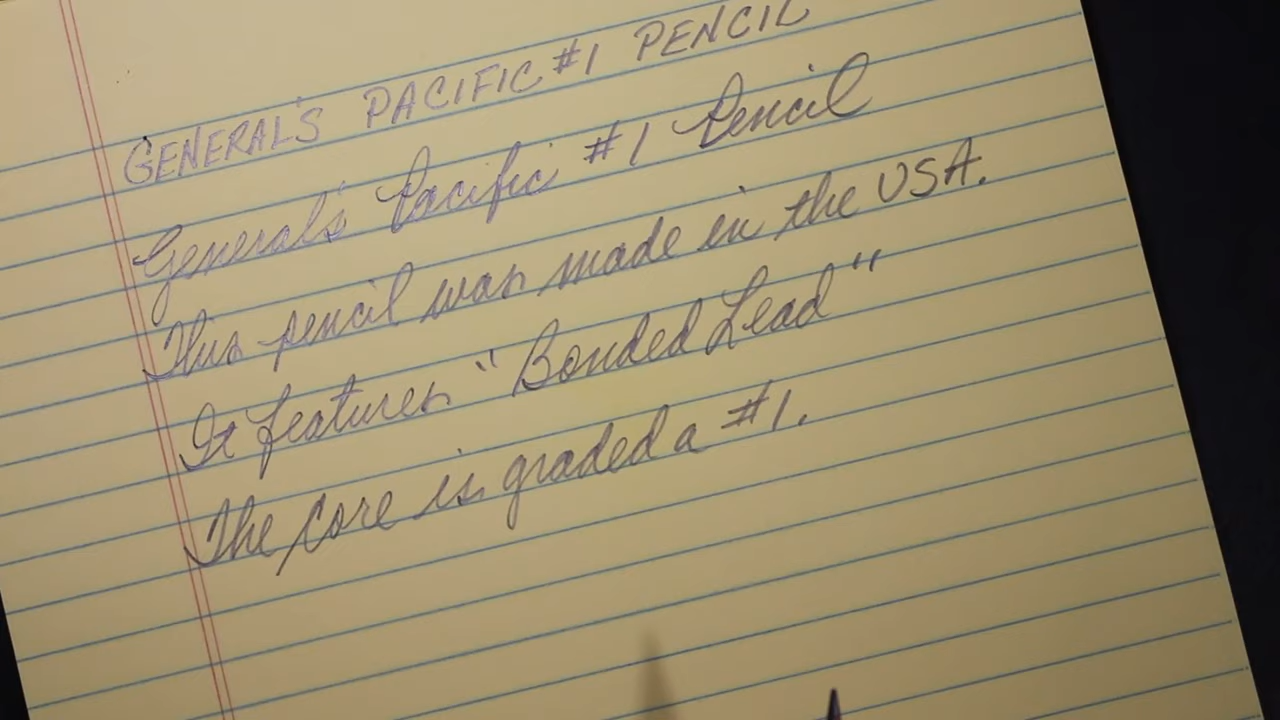 GENERAL'S PACIFIC #1 PENCIL
General's Pacific #1 Pencil
This pencil was made in the USA.
It features "Bonded Lead"
The core is graded a #1.